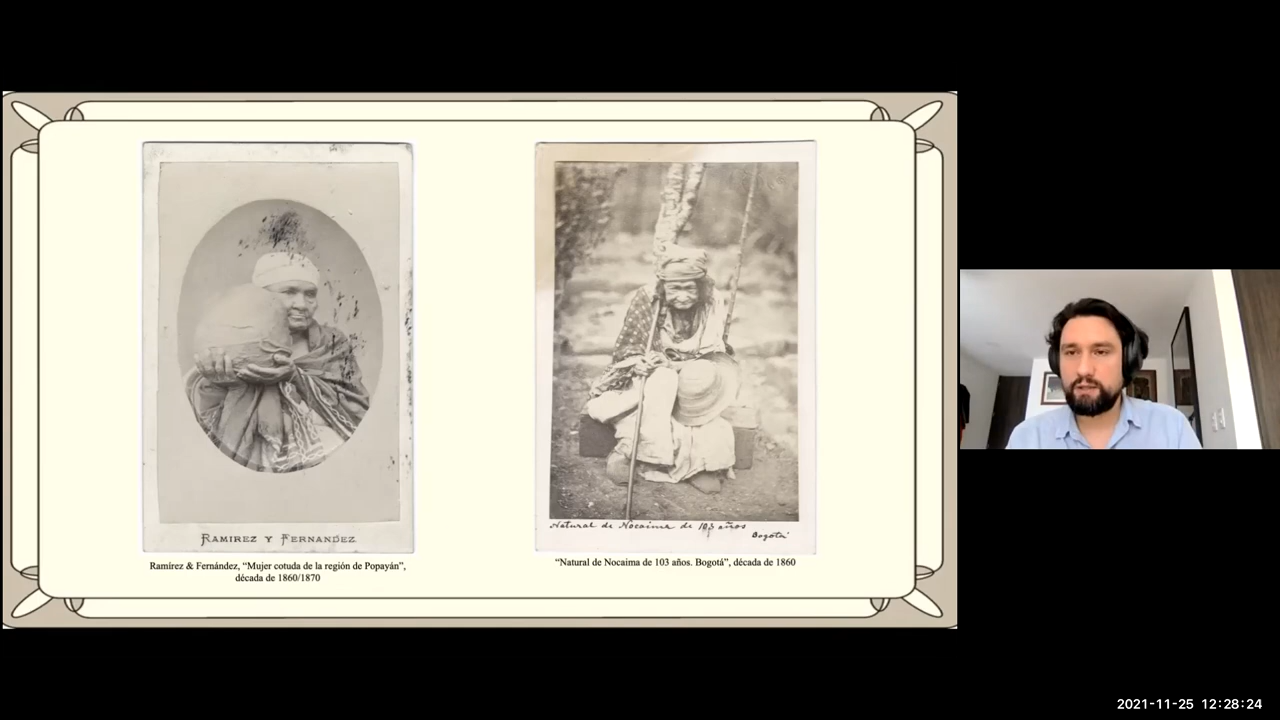 RAMIREZ Y FERNANDEZ
Ramírez & Fernández, “Mujer cotuda de la región de Popayán”,
década de 1860/1870
Natural de Nocaima de 103 años
Bogotá
“Natural de Nocaima de 103 años. Bogotá”, década de 1860
2021-11-25 12:28:24